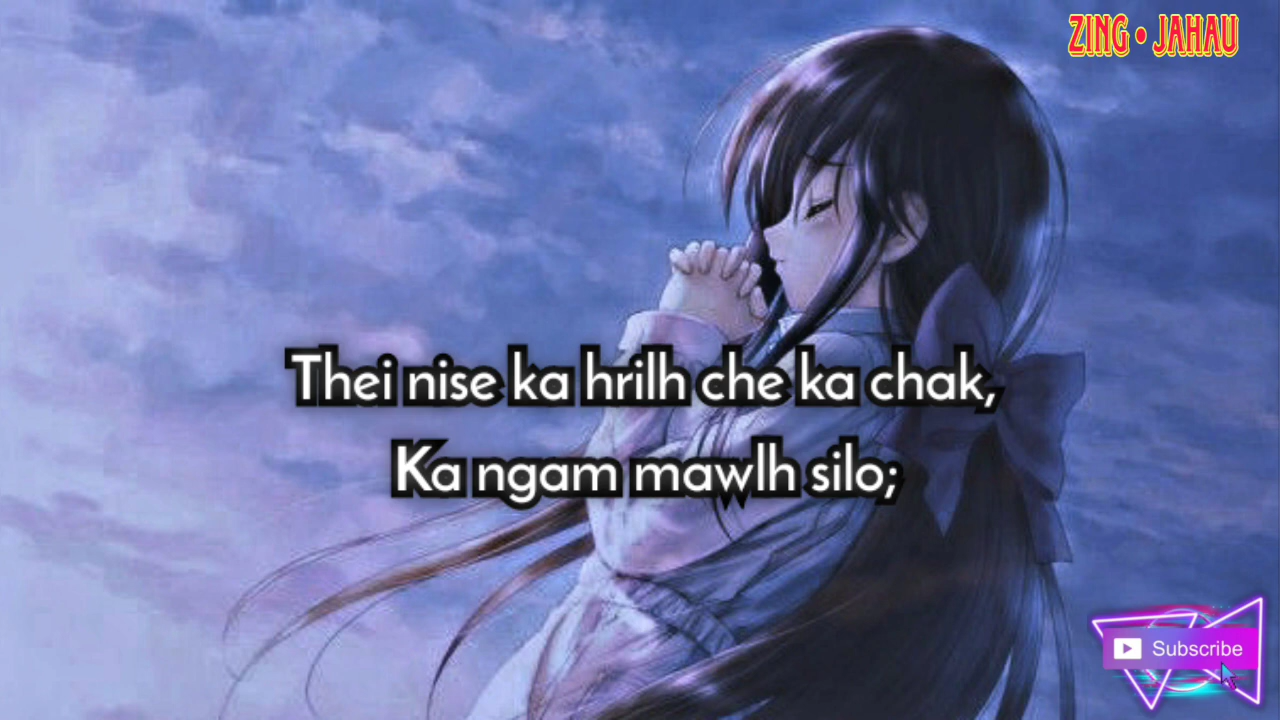 ZING • JAHAU
Thei nise ka hrilh che ka chak,
Ka ngam mawlh silo;
Subscribe